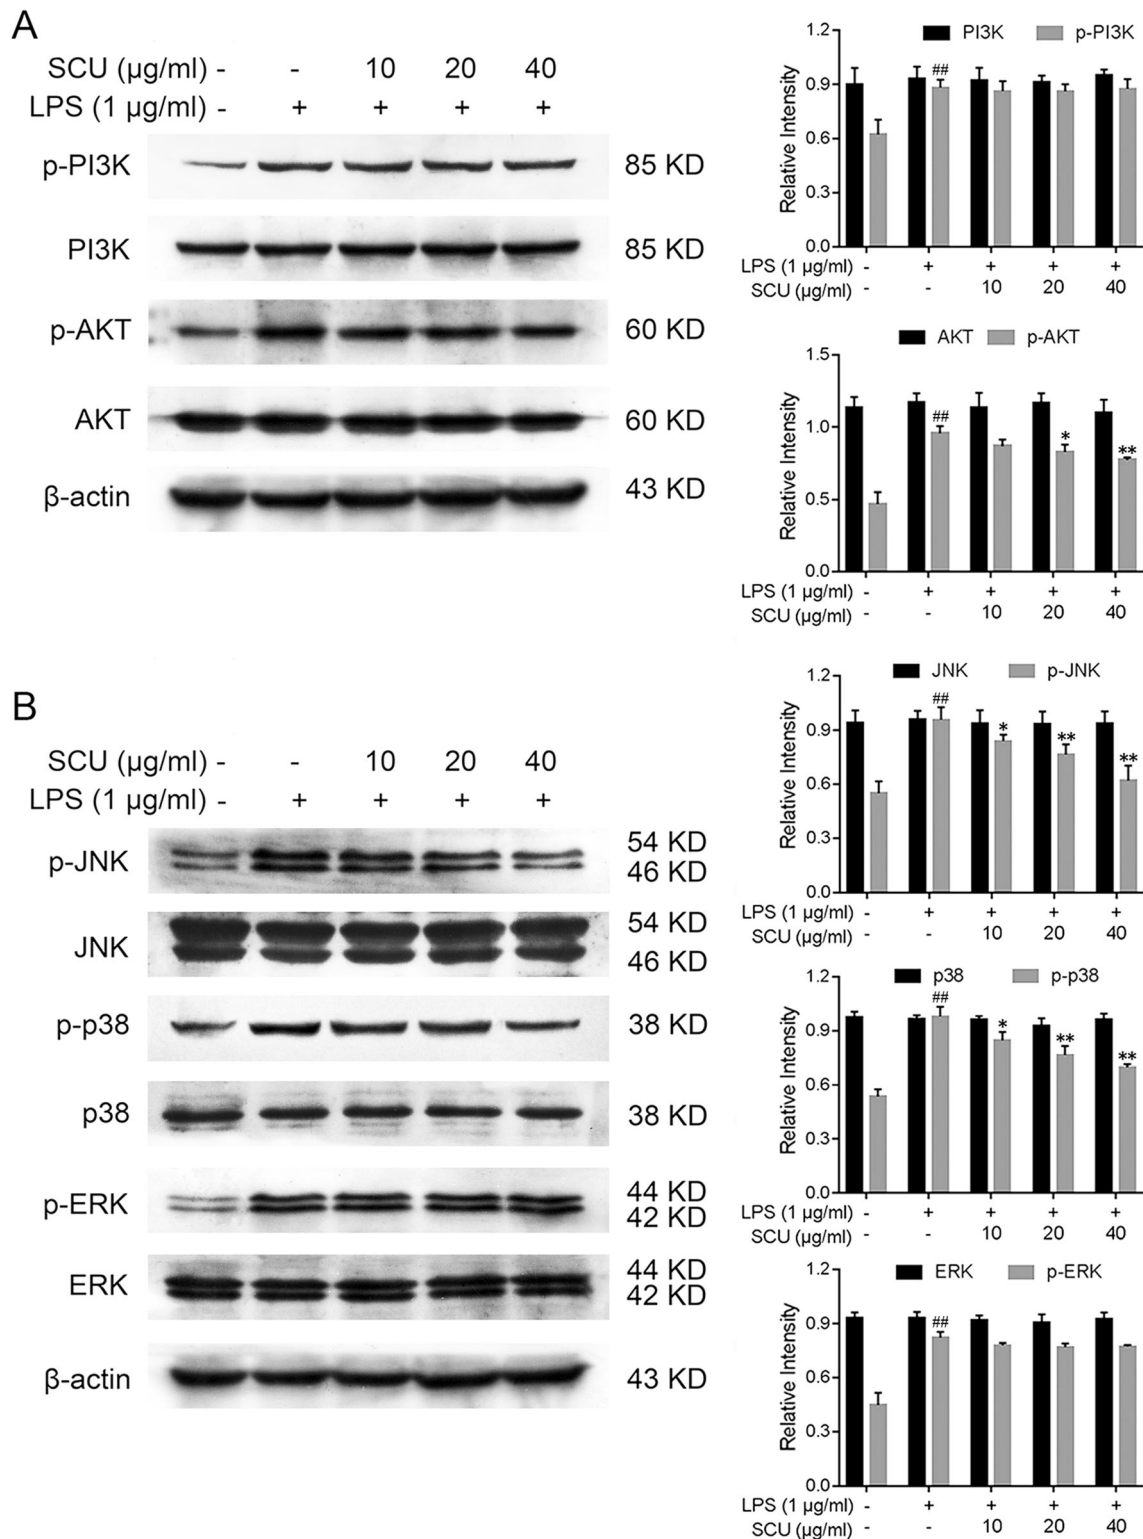 A
SCU (µg/ml) - - 10 20 40
LPS (1 µg/ml) - + + + +
p-PI3K 85 KD
PI3K 85 KD
p-AKT 60 KD
AKT 60 KD
β-actin 43 KD
PI3K p-PI3K
1.2
0.9
0.6
0.3
0.0
Relative Intensity
##
LPS (1 µg/ml) - + + + +
SCU (µg/ml) - - 10 20 40
AKT p-AKT
1.5
1.0
0.5
0.0
Relative Intensity
## * **
LPS (1 µg/ml) - + + + +
SCU (µg/ml) - - 10 20 40
B
SCU (µg/ml) - - 10 20 40
LPS (1 µg/ml) - + + + +
p-JNK 54 KD
46 KD
JNK 54 KD
46 KD
p-p38 38 KD
p38 38 KD
p-ERK 44 KD
42 KD
ERK 44 KD
42 KD
β-actin 43 KD
JNK p-JNK
1.2
0.9
0.6
0.3
0.0
Relative Intensity
## * ** **
LPS (1 µg/ml) - + + + +
SCU (µg/ml) - - 10 20 40
p38 p-p38
1.2
0.9
0.6
0.3
0.0
Relative Intensity
## * ** **
LPS (1 µg/ml) - + + + +
SCU (µg/ml) - - 10 20 40
ERK p-ERK
1.2
0.9
0.6
0.3
0.0
Relative Intensity
##
LPS (1 µg/ml) - + + + +
SCU (µg/ml) - - 10 20 40